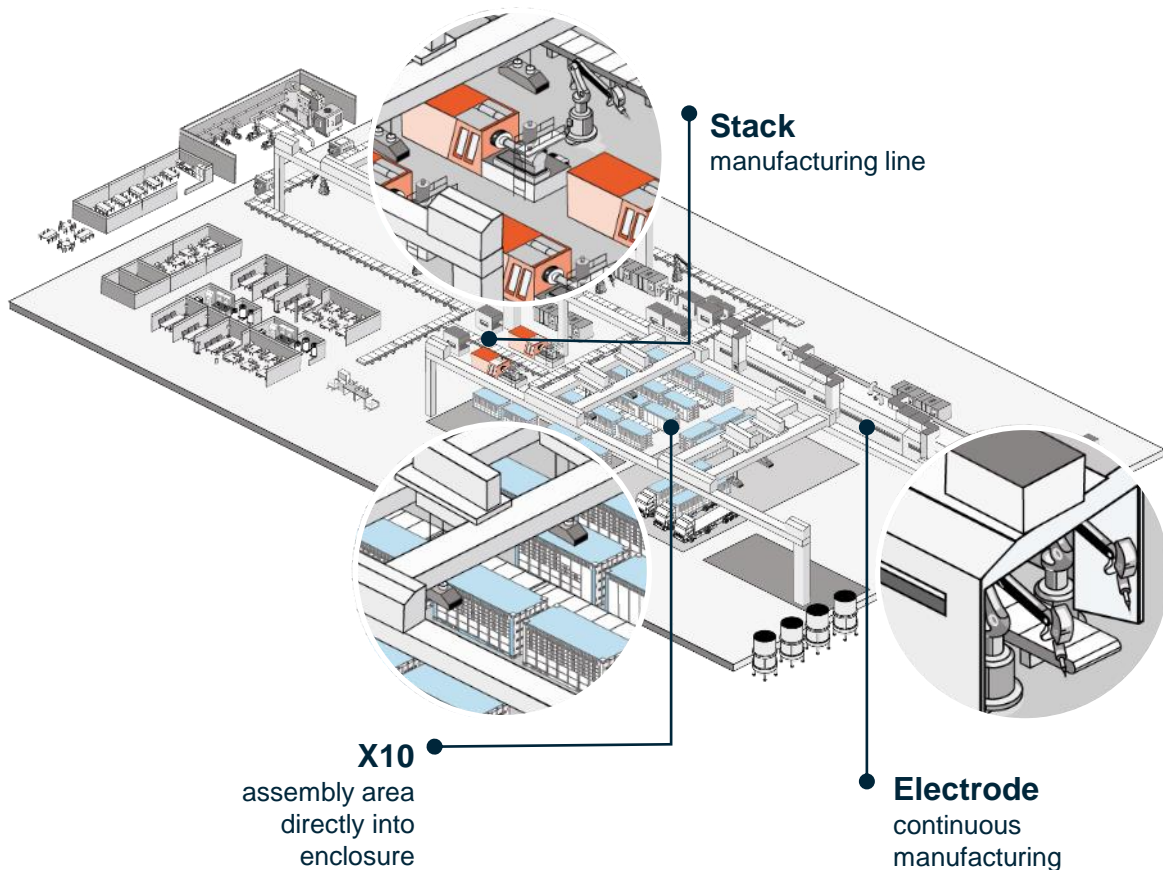 Stack
manufacturing line
X10
assembly area
directly into
enclosure
Electrode
continuous
manufacturing